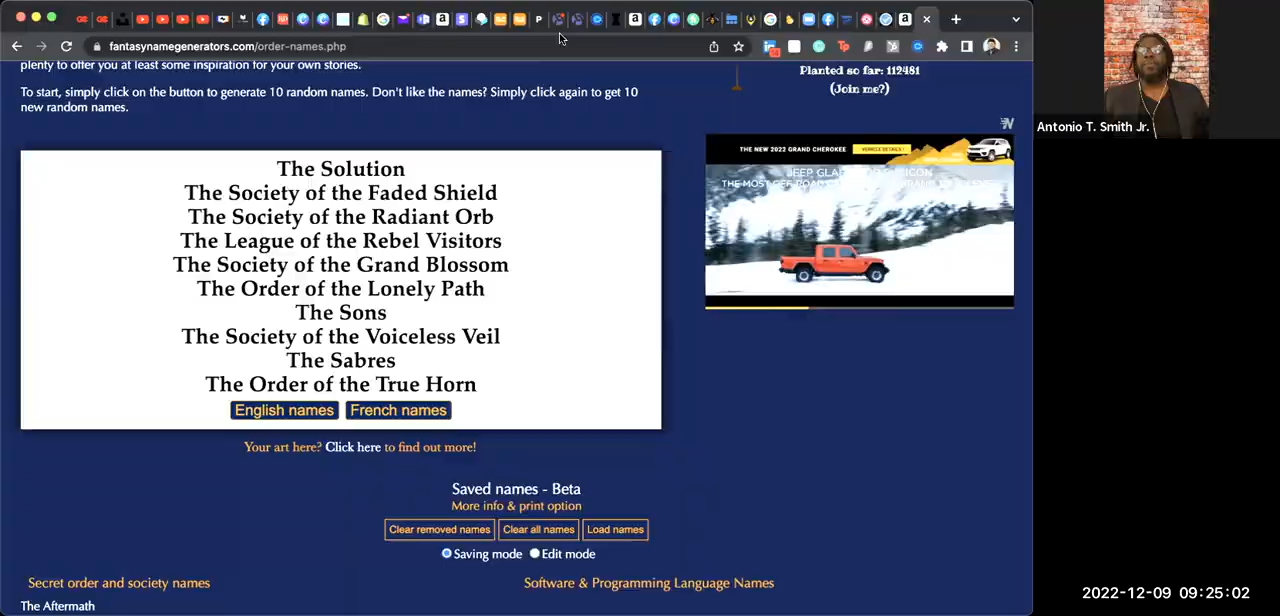 fantasynamegenerators.com/order-names.php
plenty to offer you at least some inspiration for your own stories.
To start, simply click on the button to generate 10 random names. Don't like the names? Simply click again to get 10
new random names.
Planted so far: 112481
(Join me?)
The Solution
The Society of the Faded Shield
The Society of the Radiant Orb
The League of the Rebel Visitors
The Society of the Grand Blossom
The Order of the Lonely Path
The Sons
The Society of the Voiceless Veil
The Sabres
The Order of the True Horn
English names French names
THE NEW 2022 GRAND CHEROKEE
VEHICLE DETAILS
Your art here? Click here to find out more!
Saved names - Beta
More info & print option
Clear removed names Clear all names Load names
Saving mode Edit mode
Secret order and society names
Software & Programming Language Names
The Aftermath
Antonio T. Smith Jr.
2022-12-09 09:25:02